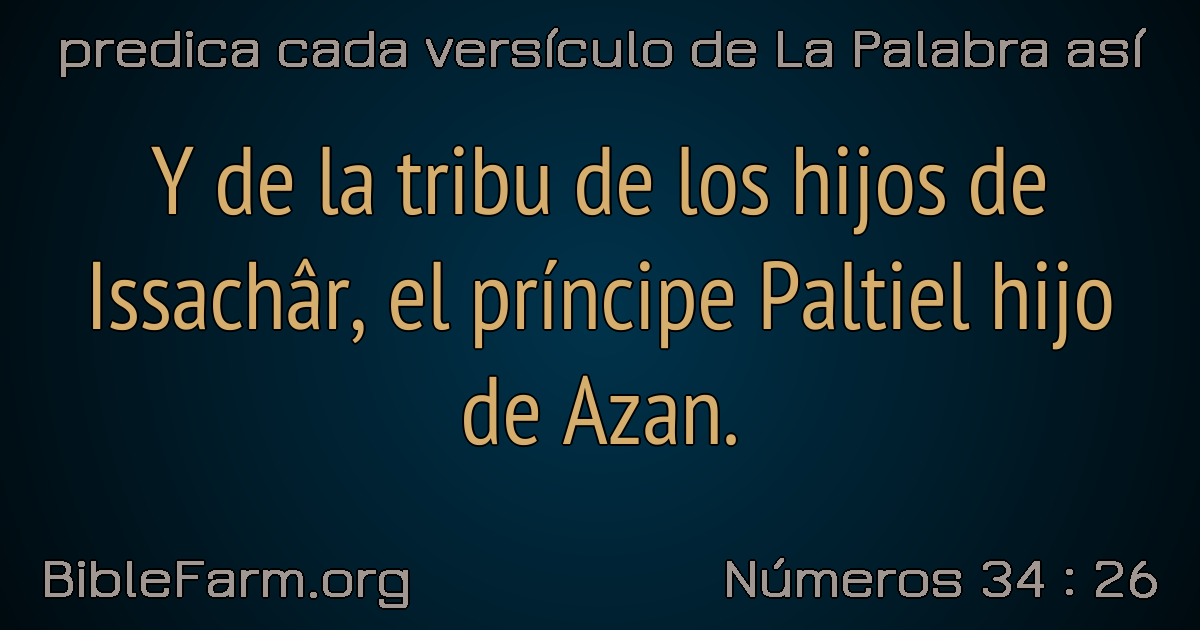 predica cada versículo de La Palabra así
Y de la tribu de los hijos de
Issachâr, el príncipe Paltiel hijo
de Azan.
BibleFarm.org
Números 34 : 26